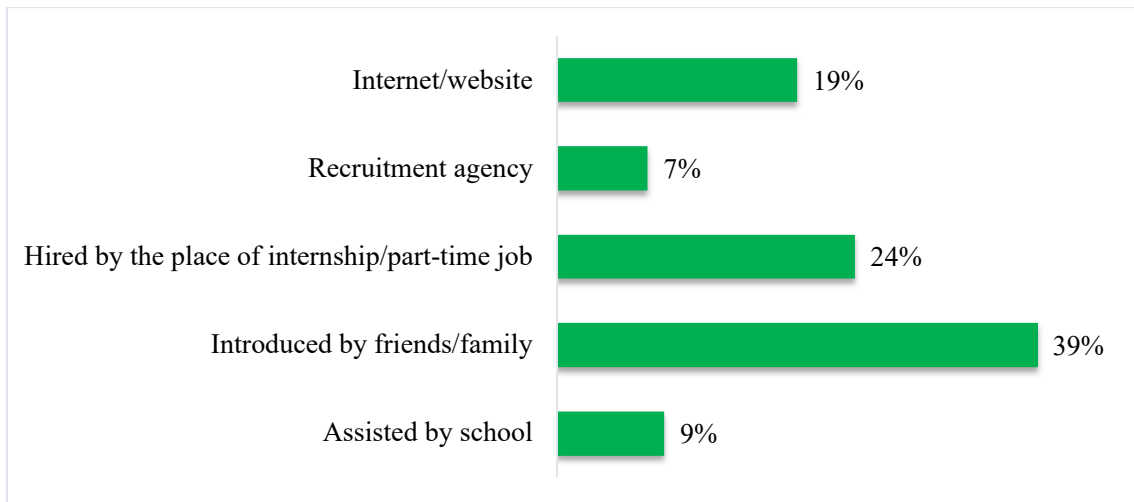 Internet/website 19%
Recruitment agency 7%
Hired by the place of internship/part-time job 24%
Introduced by friends/family 39%
Assisted by school 9%